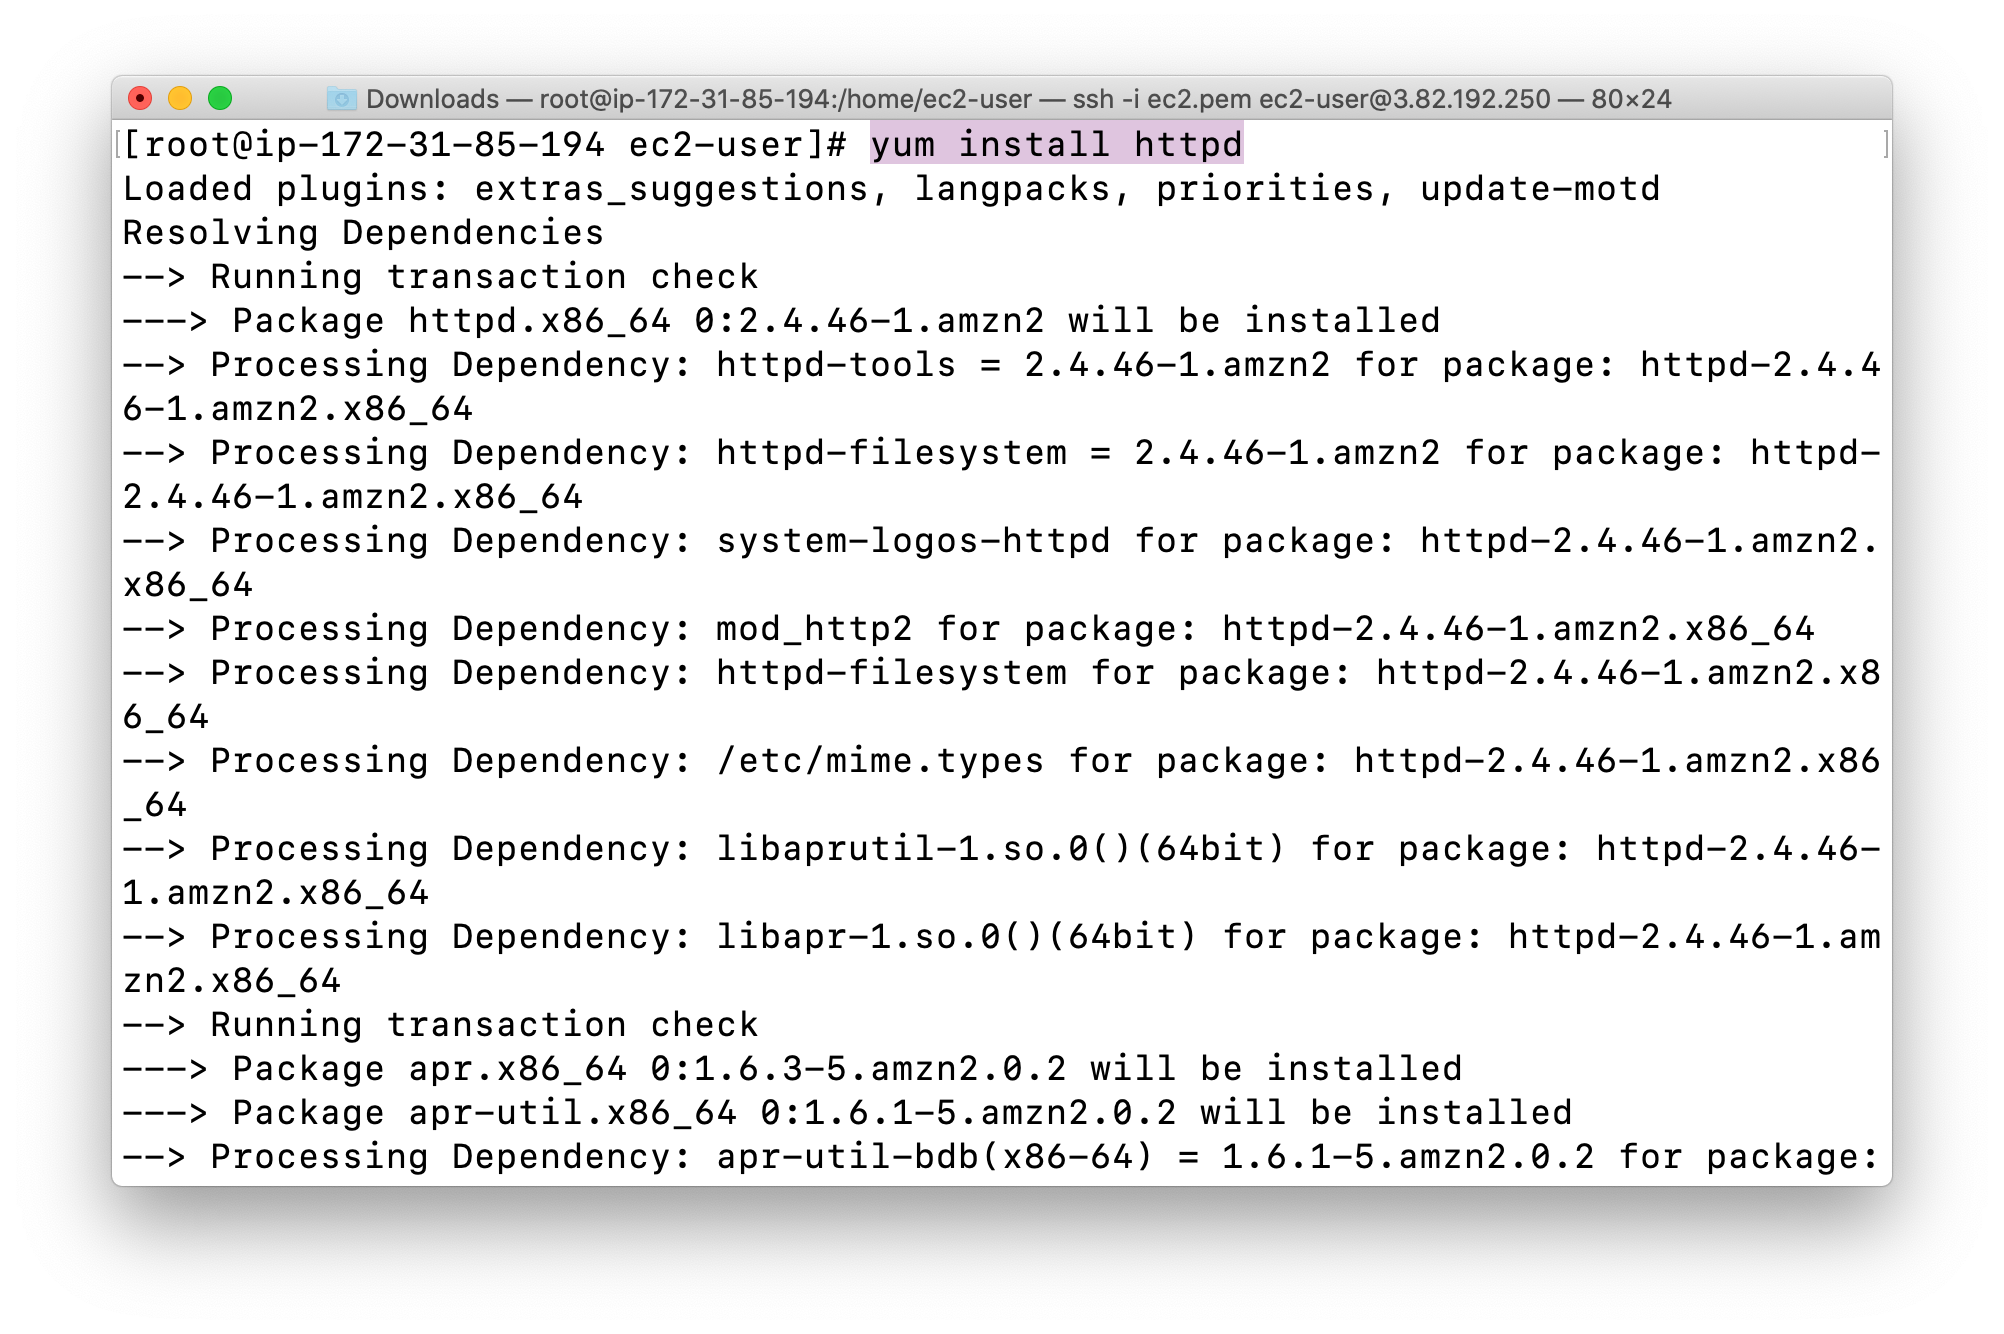 Downloads — root@ip-172-31-85-194:/home/ec2-user — ssh -i ec2.pem ec2-user@3.82.192.250 — 80×24
[root@ip-172-31-85-194 ec2-user]# yum install httpd
Loaded plugins: extras_suggestions, langpacks, priorities, update-motd
Resolving Dependencies
--> Running transaction check
---> Package httpd.x86_64 0:2.4.46-1.amzn2 will be installed
--> Processing Dependency: httpd-tools = 2.4.46-1.amzn2 for package: httpd-2.4.4
6-1.amzn2.x86_64
--> Processing Dependency: httpd-filesystem = 2.4.46-1.amzn2 for package: httpd-
2.4.46-1.amzn2.x86_64
--> Processing Dependency: system-logos-httpd for package: httpd-2.4.46-1.amzn2.
x86_64
--> Processing Dependency: mod_http2 for package: httpd-2.4.46-1.amzn2.x86_64
--> Processing Dependency: httpd-filesystem for package: httpd-2.4.46-1.amzn2.x8
6_64
--> Processing Dependency: /etc/mime.types for package: httpd-2.4.46-1.amzn2.x86
_64
--> Processing Dependency: libaprutil-1.so.0()(64bit) for package: httpd-2.4.46-
1.amzn2.x86_64
--> Processing Dependency: libapr-1.so.0()(64bit) for package: httpd-2.4.46-1.am
zn2.x86_64
--> Running transaction check
---> Package apr.x86_64 0:1.6.3-5.amzn2.0.2 will be installed
---> Package apr-util.x86_64 0:1.6.1-5.amzn2.0.2 will be installed
--> Processing Dependency: apr-util-bdb(x86-64) = 1.6.1-5.amzn2.0.2 for package: